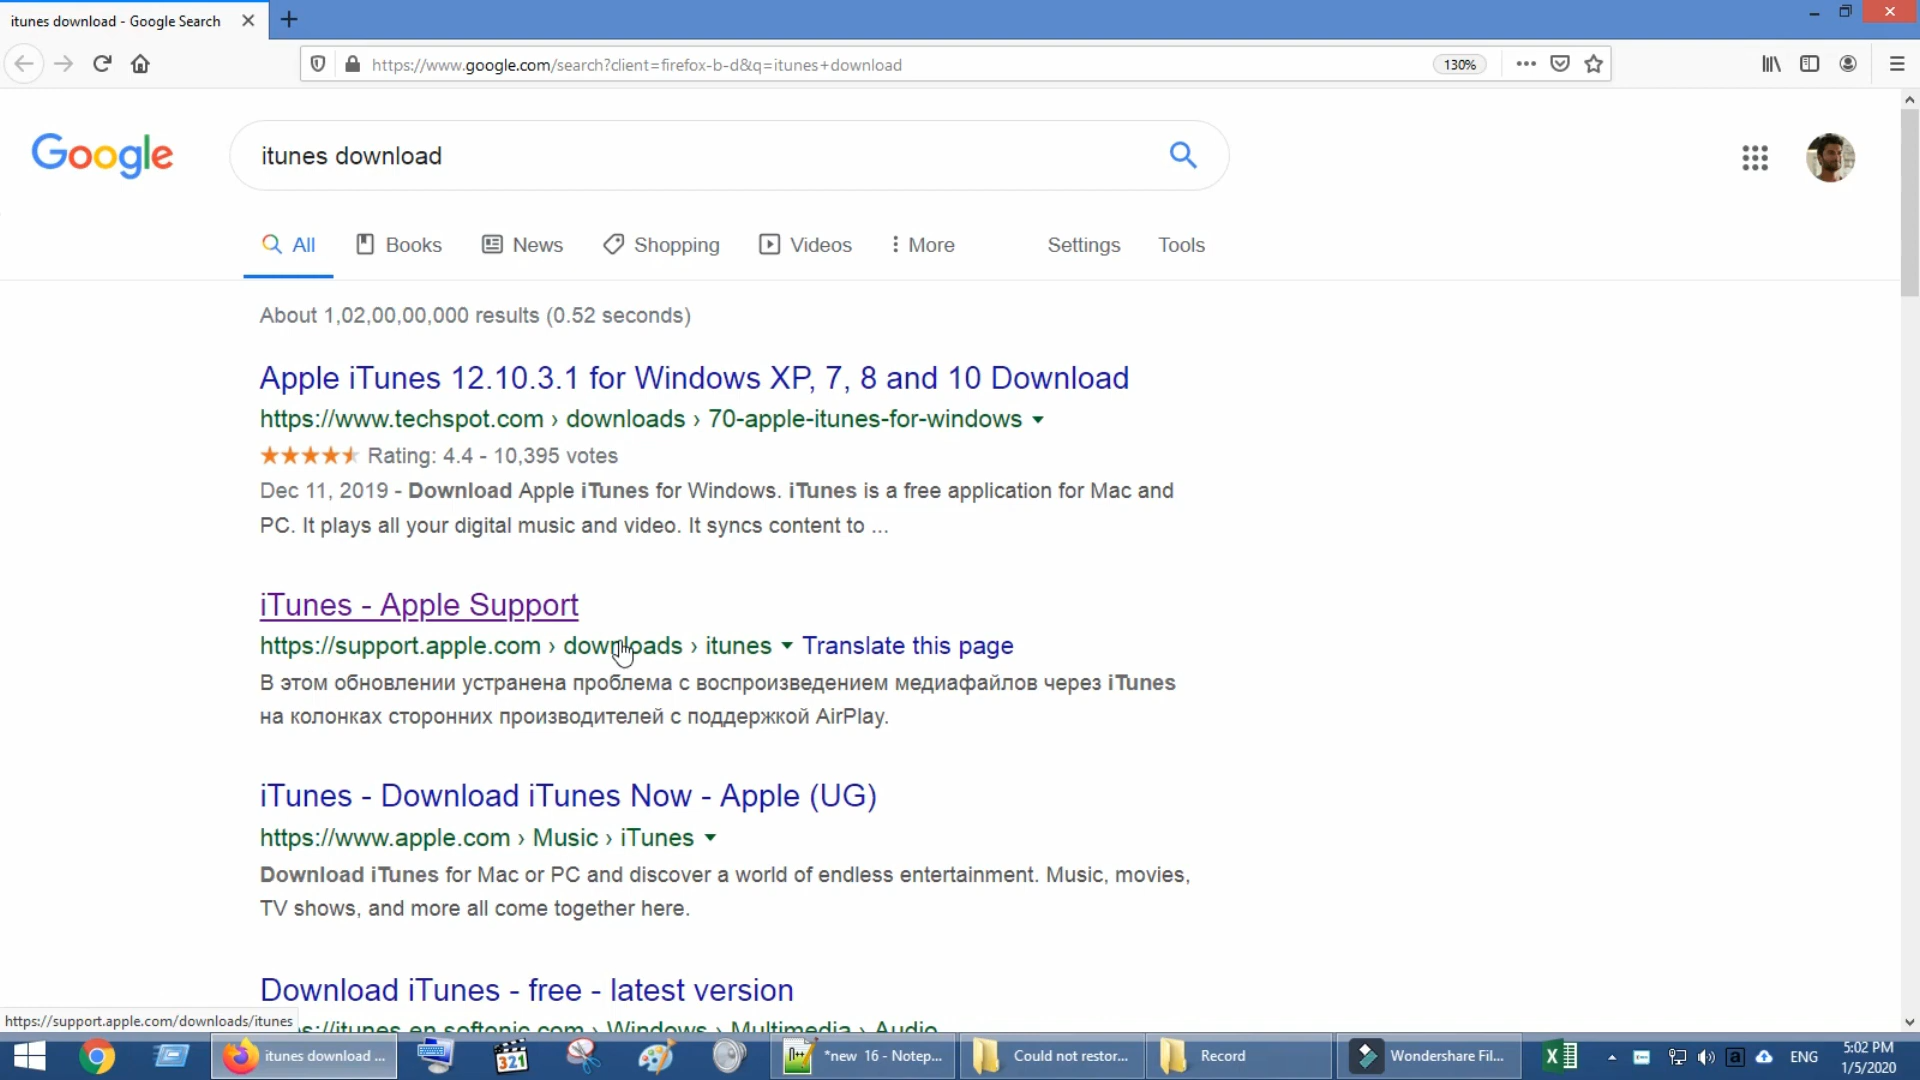 itunes download - Google Search
https://www.google.com/search?client=firefox-b-d&q=itunes+download
130%
Google
itunes download
All
Books
News
Shopping
Videos
More
Settings
Tools
About 1,02,00,00,000 results (0.52 seconds)
Apple iTunes 12.10.3.1 for Windows XP, 7, 8 and 10 Download
https://www.techspot.com › downloads › 70-apple-itunes-for-windows
Rating: 4.4 - 10,395 votes
Dec 11, 2019 - Download Apple iTunes for Windows. iTunes is a free application for Mac and
PC. It plays all your digital music and video. It syncs content to ...
iTunes - Apple Support
https://support.apple.com › downloads › itunes Translate this page
В этом обновлении устранена проблема с воспроизведением медиафайлов через iTunes
на колонках сторонних производителей с поддержкой AirPlay.
iTunes - Download iTunes Now - Apple (UG)
https://www.apple.com › Music › iTunes
Download iTunes for Mac or PC and discover a world of endless entertainment. Music, movies,
TV shows, and more all come together here.
Download iTunes - free - latest version
https://support.apple.com/downloads/itunes
s://itunes.en.softonic.com › Windows › Multimedia › Audio
itunes download ...
321
*new 16 - Notep...
Could not restor...
Record
Wondershare Fil...
ENG
5:02 PM
1/5/2020